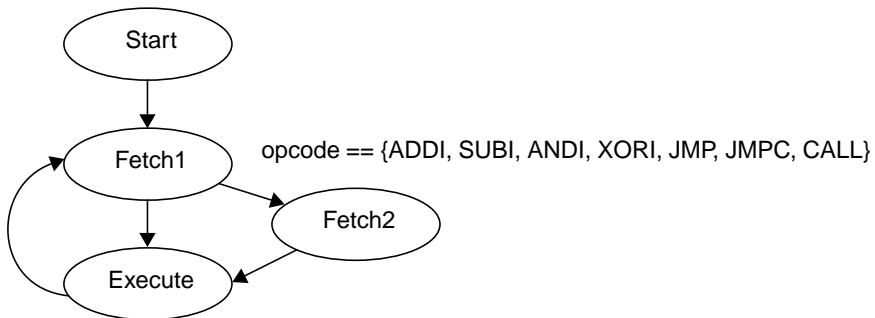 Start
Fetch1
opcode == {ADDI, SUBI, ANDI, XORI, JMP, JMPC, CALL}
Fetch2
Execute